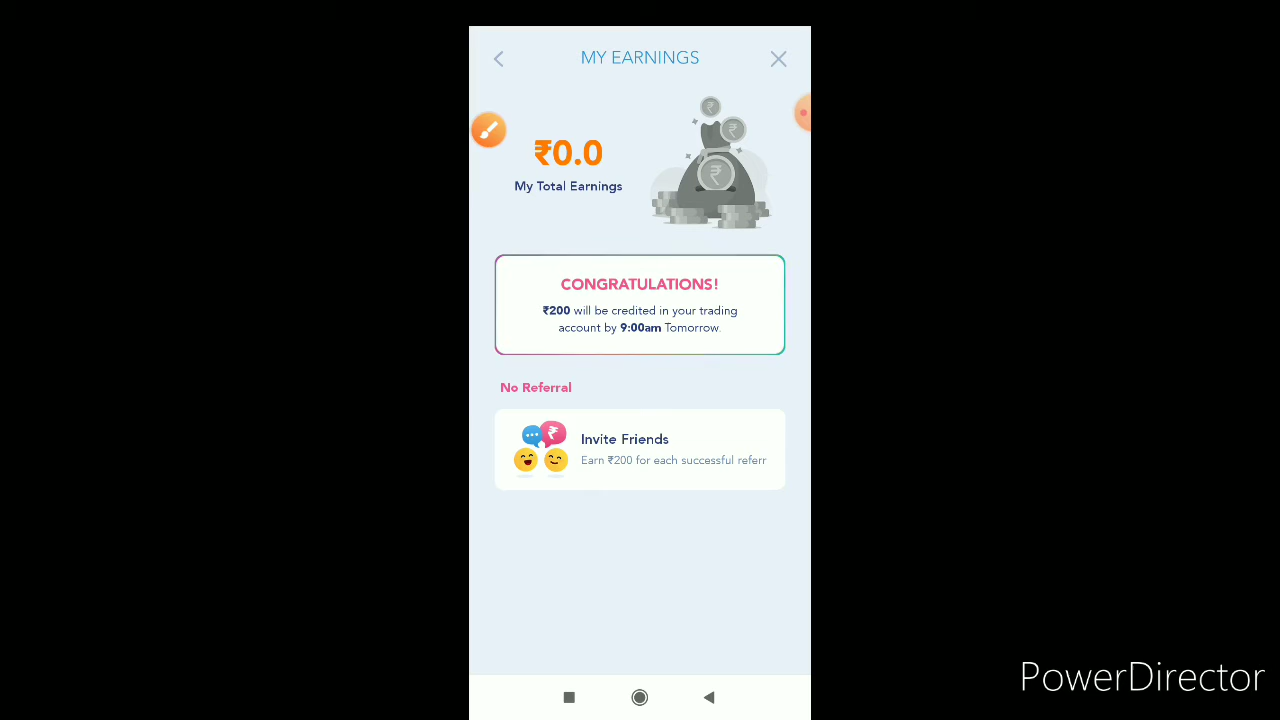 MY EARNINGS
₹0.0
My Total Earnings
CONGRATULATIONS!
₹200 will be credited in your trading
account by 9:00am Tomorrow.
No Referral
Invite Friends
Earn ₹200 for each successful referr
PowerDirector